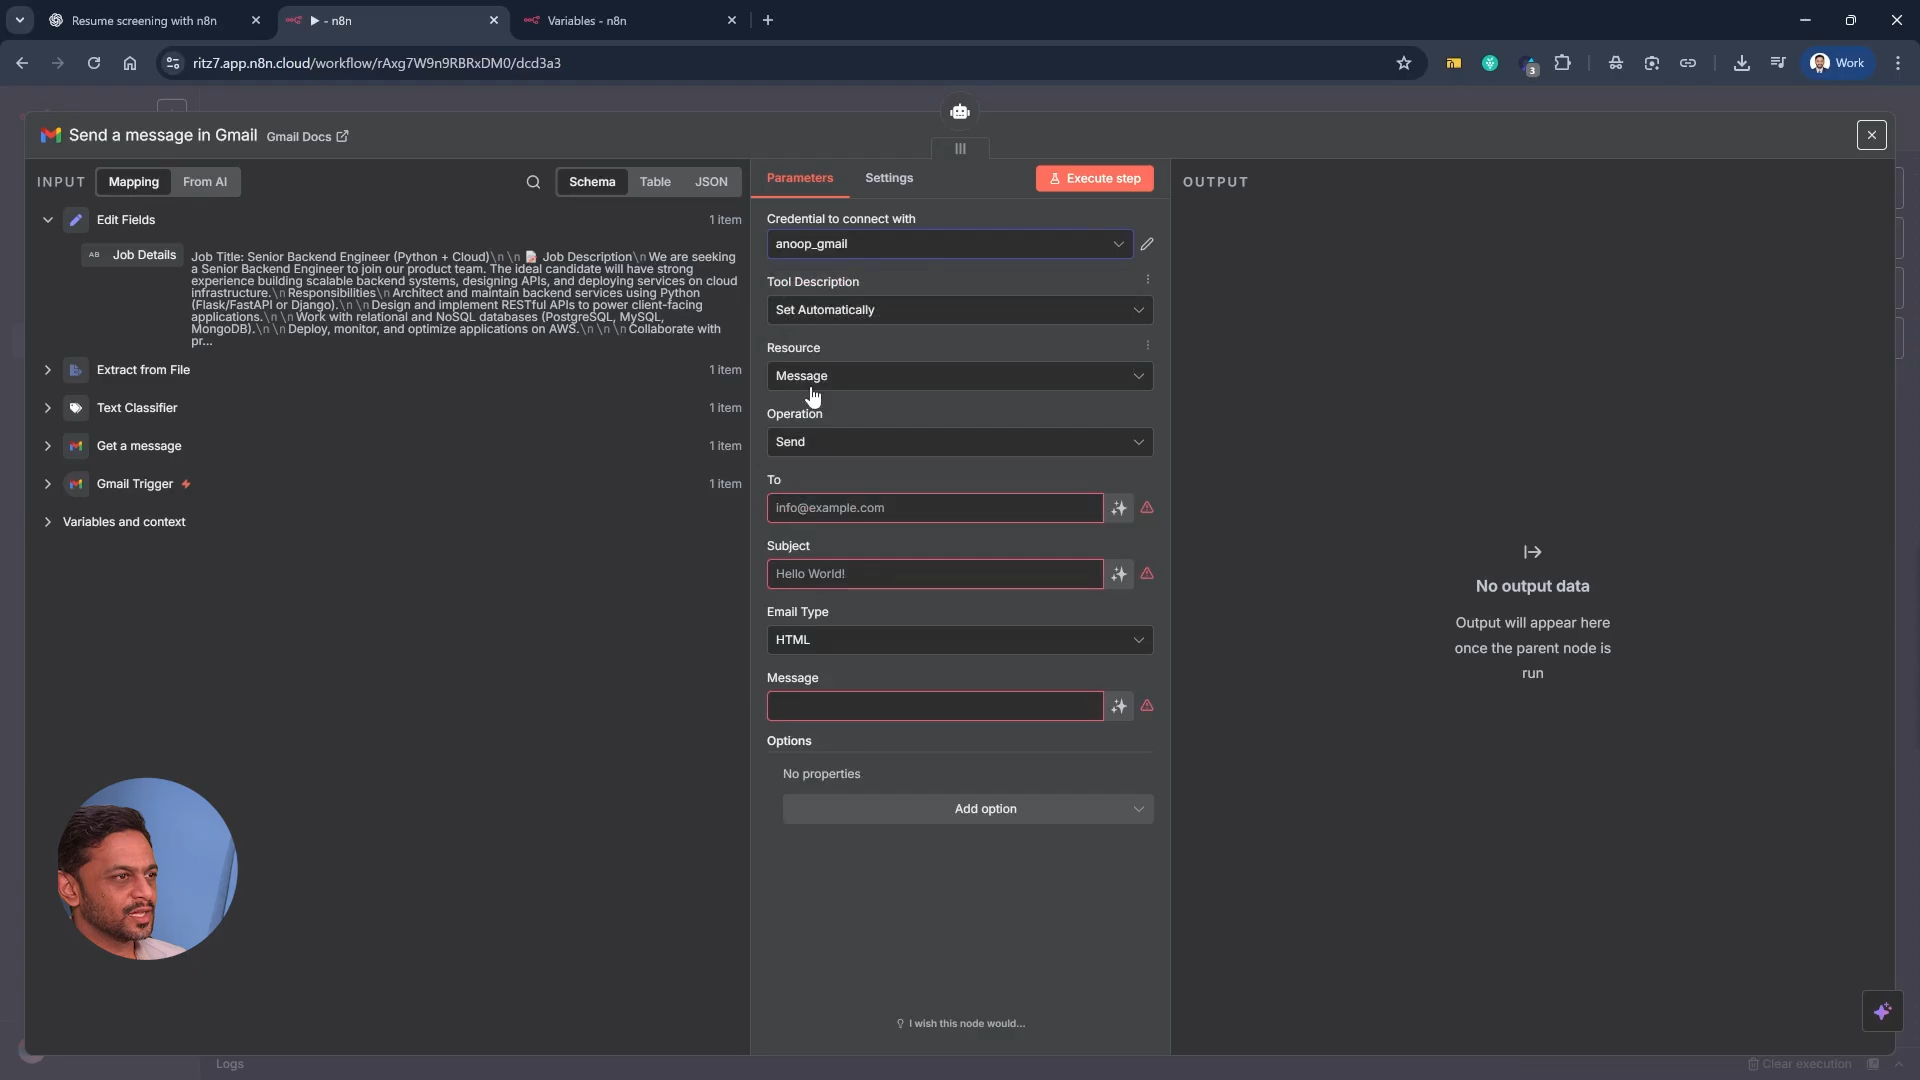 Resume screening with n8n
▶ - n8n
Variables - n8n
ritz7.app.n8n.cloud/workflow/rAxg7W9n9RBRxDM0/dcd3a3
3
Work
Send a message in Gmail
Gmail Docs
INPUT
Mapping
From AI
Schema
Table
JSON
Parameters
Settings
Execute step
OUTPUT
Edit Fields
1 item
AB
Job Details
Job Title: Senior Backend Engineer (Python + Cloud)\n \n 📝 Job Description\n We are seeking
a Senior Backend Engineer to join our product team. The ideal candidate will have strong
experience building scalable backend systems, designing APIs, and deploying services on cloud
infrastructure.\n Responsibilities\n Architect and maintain backend services using Python
(Flask/FastAPI or Django).\n \n Design and implement RESTful APIs to power client-facing
applications.\n \n Work with relational and NoSQL databases (PostgreSQL, MySQL,
MongoDB).\n \n Deploy, monitor, and optimize applications on AWS.\n \n \n Collaborate with
pr...
Extract from File
1 item
Text Classifier
1 item
Get a message
1 item
Gmail Trigger
1 item
Variables and context
Credential to connect with
anoop_gmail
Tool Description
Set Automatically
Resource
Message
Operation
Send
To
info@example.com
Subject
Hello World!
Email Type
HTML
Message
Options
No properties
Add option
I wish this node would...
No output data
Output will appear here
once the parent node is
run
Logs
Clear execution